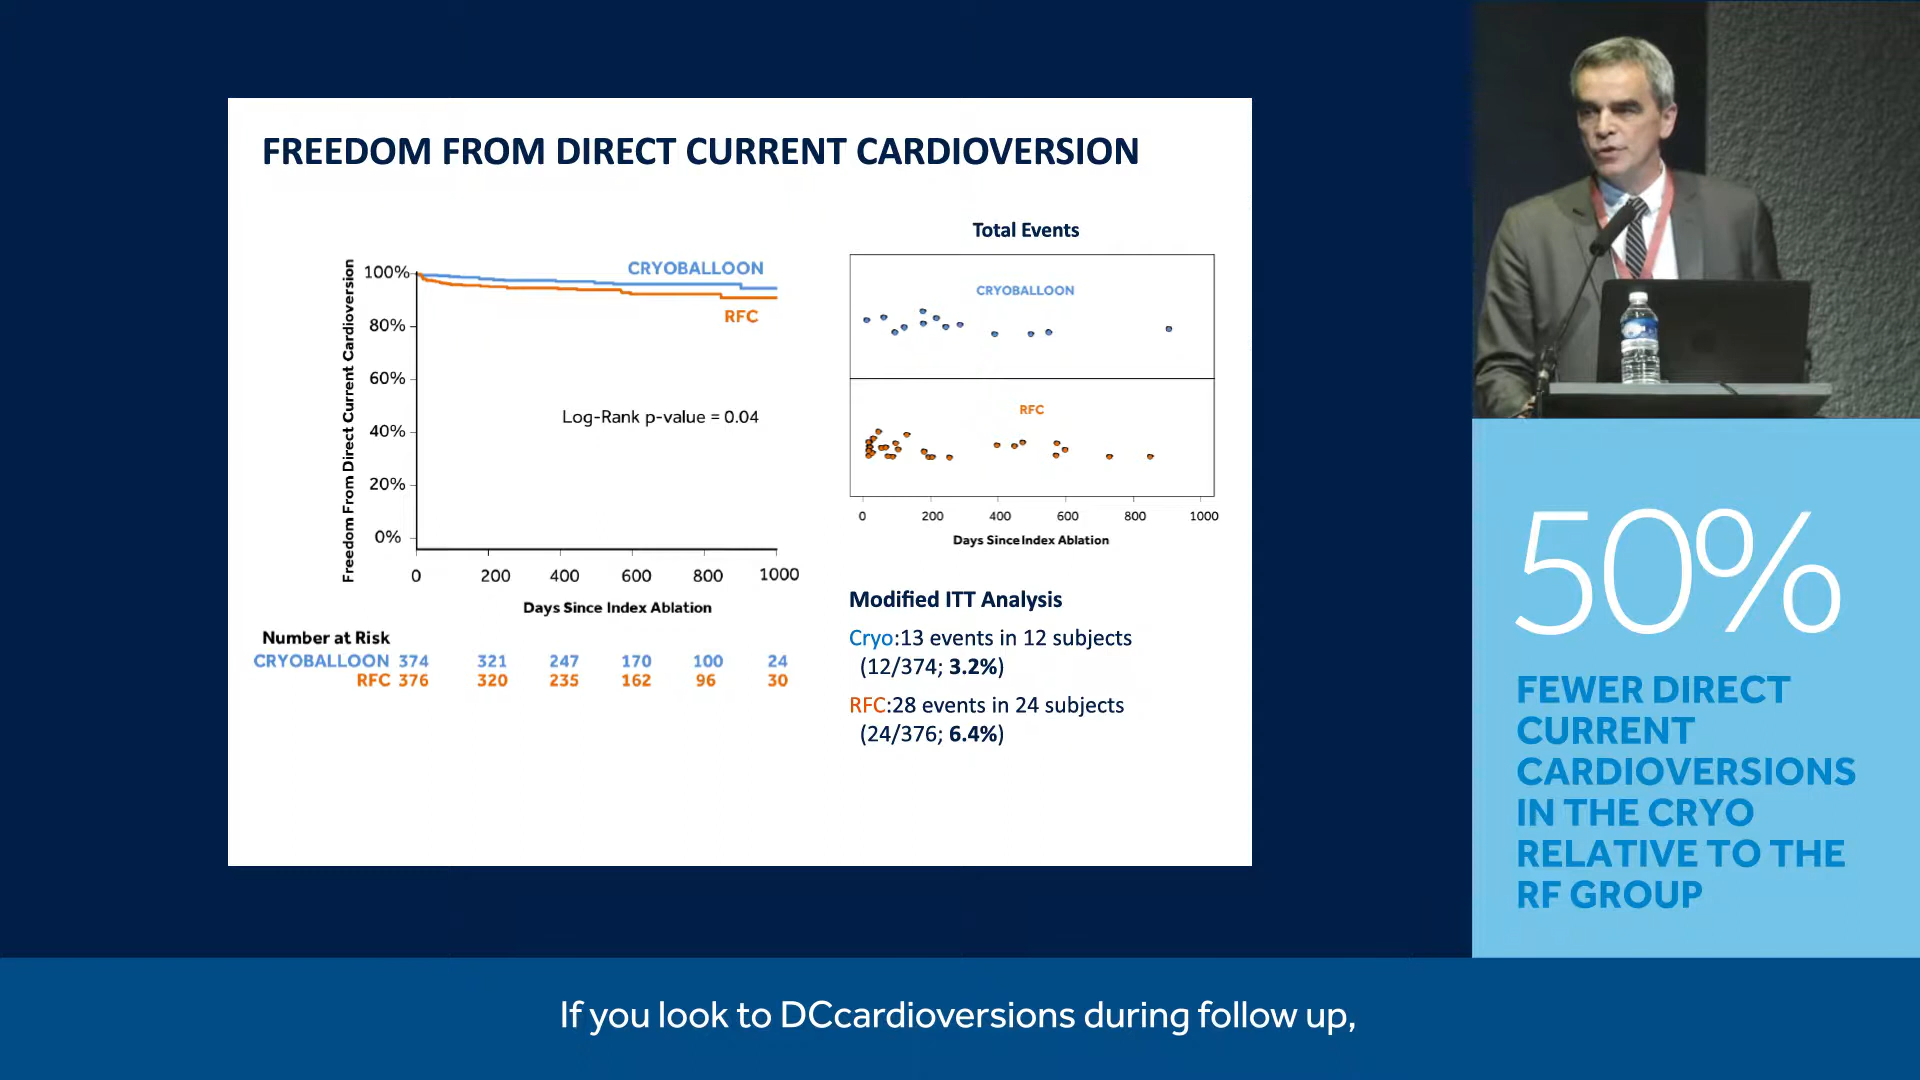 FREEDOM FROM DIRECT CURRENT CARDIOVERSION
Freedom From Direct Current Cardioversion
100%
80%
60%
40%
20%
0%
CRYOBALLOON
RFC
Log-Rank p-value = 0.04
0 200 400 600 800 1000
Days Since Index Ablation
Number at Risk
CRYOBALLOON 374 321 247 170 100 24
RFC 376 320 235 162 96 30
Total Events
CRYOBALLOON
RFC
0 200 400 600 800 1000
Days Since Index Ablation
Modified ITT Analysis
Cryo:13 events in 12 subjects
(12/374; 3.2%)
RFC:28 events in 24 subjects
(24/376; 6.4%)
50%
FEWER DIRECT
CURRENT
CARDIOVERSIONS
IN THE CRYO
RELATIVE TO THE
RF GROUP
If you look to DCcardioversions during follow up,